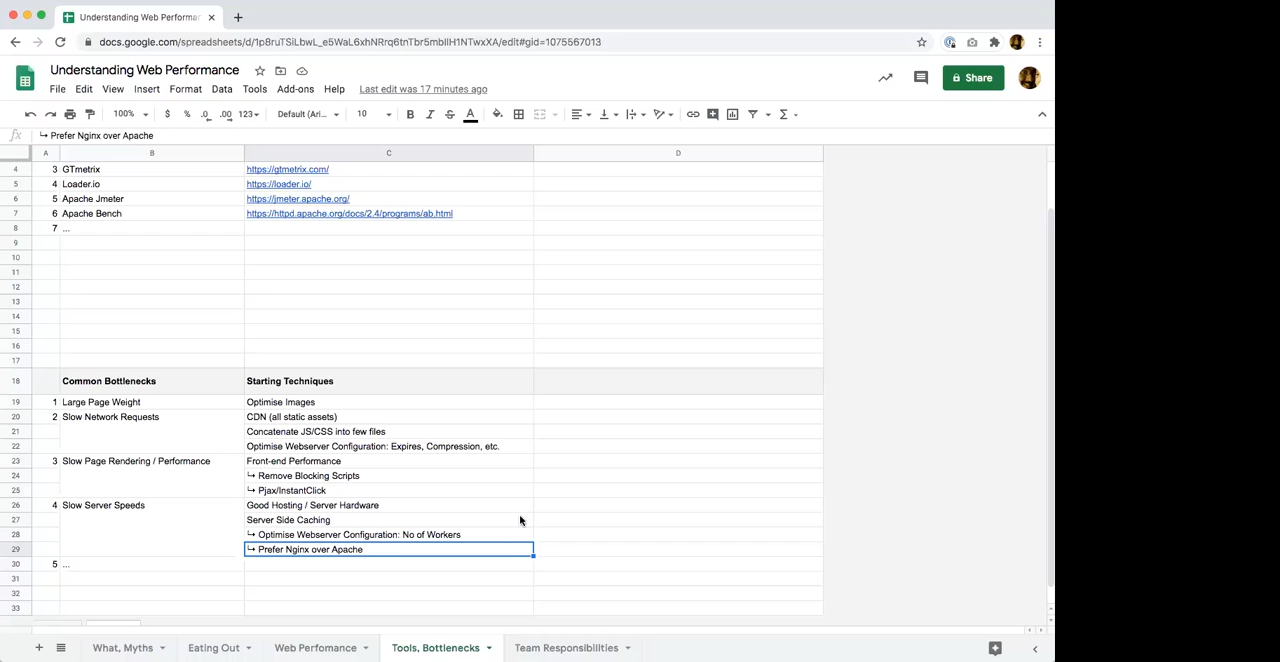 Understanding Web Performan
docs.google.com/spreadsheets/d/1p8ruTSiLbwL_e5WaL6xhNRrq6tnTbr5mbIlH1NTwxXA/edit#gid=1075567013
Understanding Web Performance
File Edit View Insert Format Data Tools Add-ons Help Last edit was 17 minutes ago
Share
100% $ % .0 .00 123 Default (Ari... 10 B I S A Σ
fx ↳ Prefer Nginx over Apache
A B C D
4 3 GTmetrix https://gtmetrix.com/
5 4 Loader.io https://loader.io/
6 5 Apache Jmeter https://jmeter.apache.org/
7 6 Apache Bench https://httpd.apache.org/docs/2.4/programs/ab.html
8 7 ...
9
10
11
12
13
14
15
16
17
18 Common Bottlenecks Starting Techniques
19 1 Large Page Weight Optimise Images
20 2 Slow Network Requests CDN (all static assets)
21 Concatenate JS/CSS into few files
22 Optimise Webserver Configuration: Expires, Compression, etc.
23 3 Slow Page Rendering / Performance Front-end Performance
24 ↳ Remove Blocking Scripts
25 ↳ Pjax/InstantClick
26 4 Slow Server Speeds Good Hosting / Server Hardware
27 Server Side Caching
28 ↳ Optimise Webserver Configuration: No of Workers
29 ↳ Prefer Nginx over Apache
30 5 ...
31
32
33
What, Myths Eating Out Web Perfomance Tools, Bottlenecks Team Responsibilties